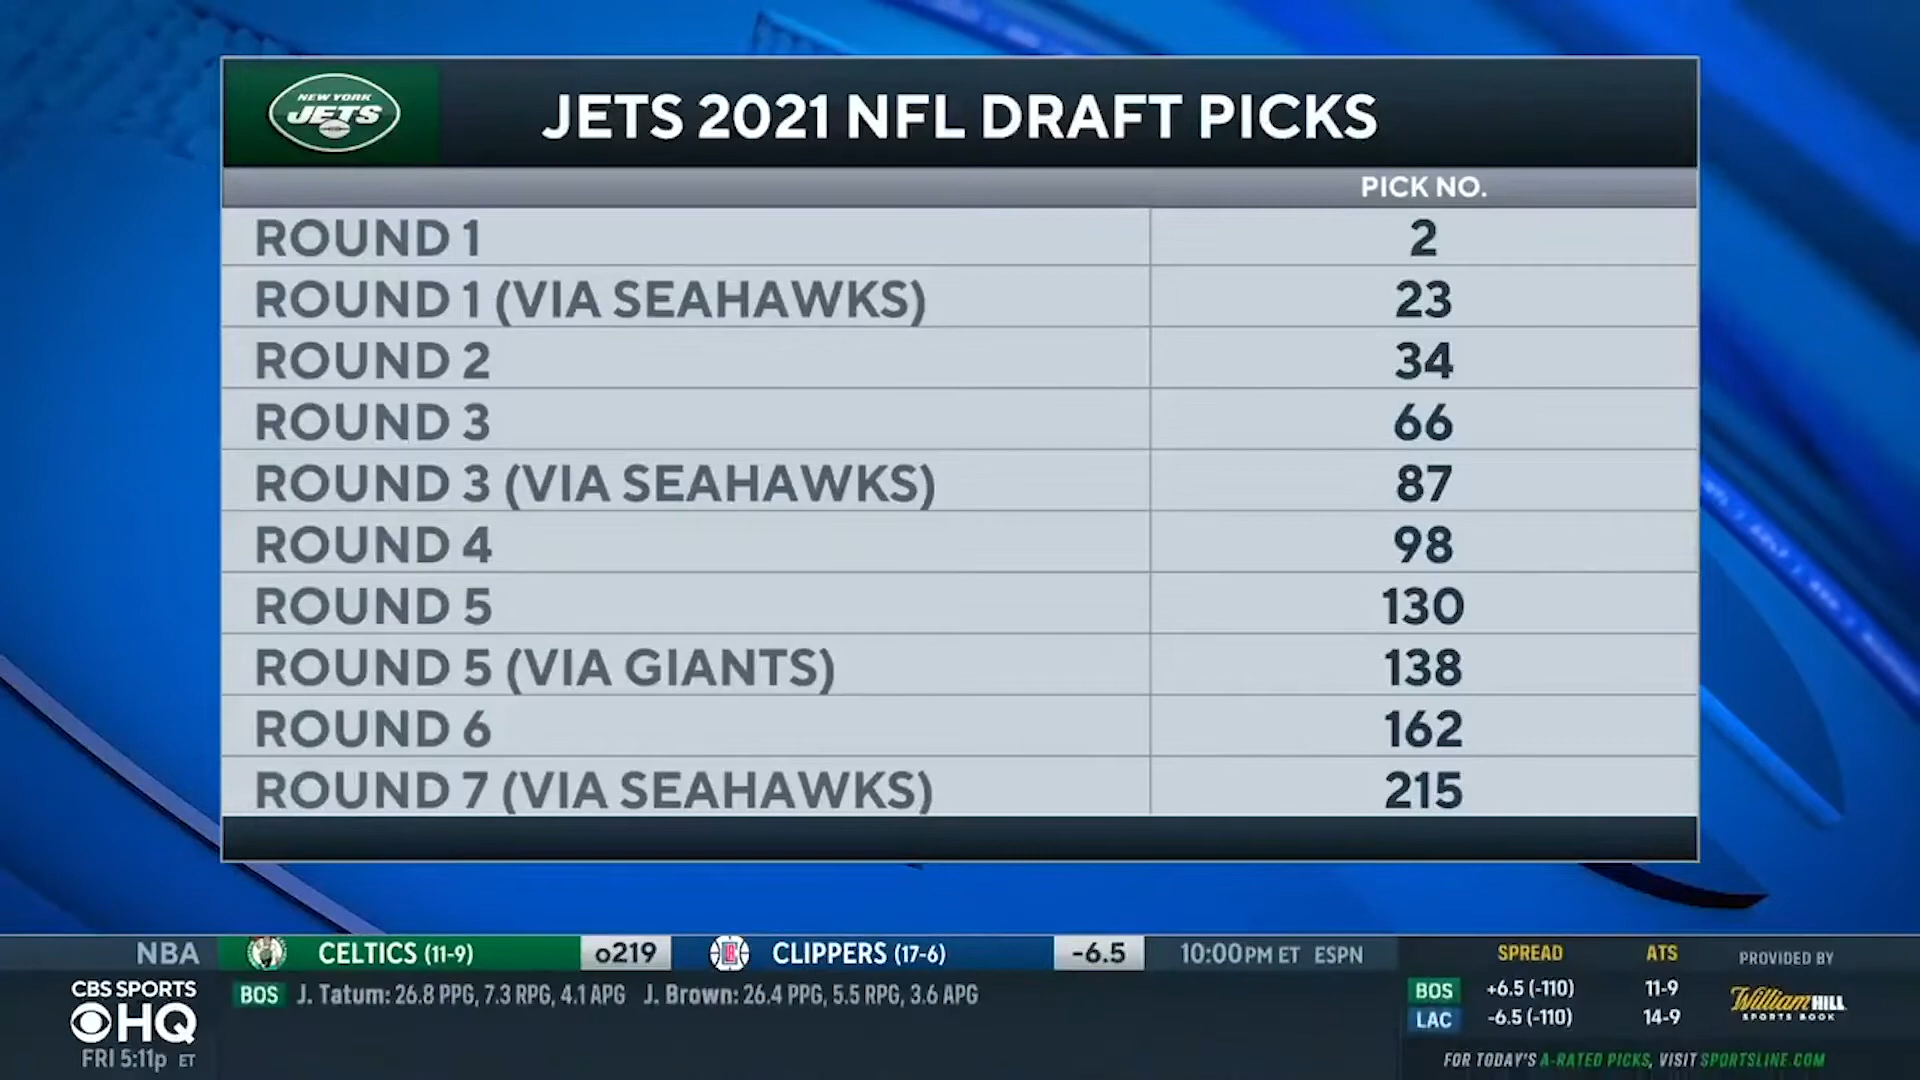 NEW YORK
JETS
JETS 2021 NFL DRAFT PICKS
PICK NO.
ROUND 1 2
ROUND 1 (VIA SEAHAWKS) 23
ROUND 2 34
ROUND 3 66
ROUND 3 (VIA SEAHAWKS) 87
ROUND 4 98
ROUND 5 130
ROUND 5 (VIA GIANTS) 138
ROUND 6 162
ROUND 7 (VIA SEAHAWKS) 215
NBA CELTICS (11-9) o219 CLIPPERS (17-6) -6.5 10:00PM ET ESPN
BOS J. Tatum: 26.8 PPG, 7.3 RPG, 4.1 APG J. Brown: 26.4 PPG, 5.5 RPG, 3.6 APG
CBS SPORTS
HQ
FRI 5:11p ET
SPREAD ATS
BOS +6.5 (-110) 11-9
LAC -6.5 (-110) 14-9
PROVIDED BY
William HILL
SPORTS BOOK
FOR TODAY'S A-RATED PICKS, VISIT SPORTSLINE.COM